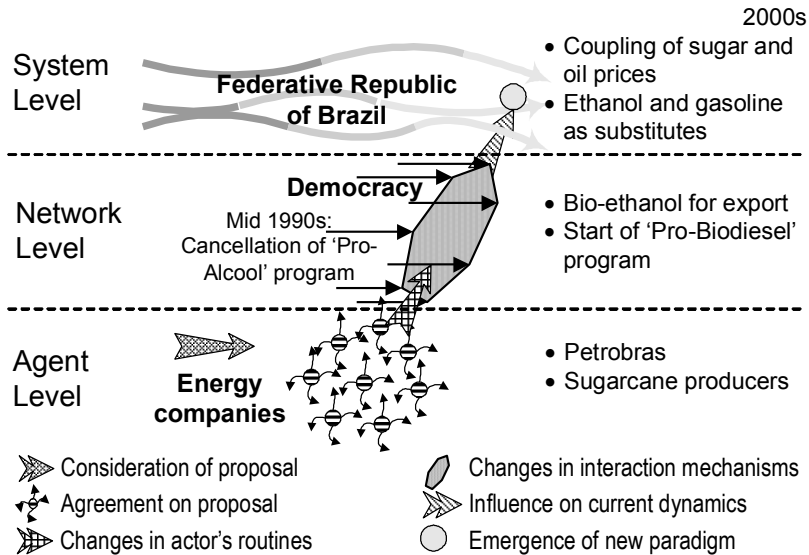 2000s
System
Level
Federative Republic
of Brazil
• Coupling of sugar and
oil prices
• Ethanol and gasoline
as substitutes
Network
Level
Democracy
Mid 1990s:
Cancellation of ‘Pro-
Alcool’ program
• Bio-ethanol for export
• Start of ‘Pro-Biodiesel’
program
Agent
Level
Energy
companies
• Petrobras
• Sugarcane producers
Consideration of proposal
Agreement on proposal
Changes in actor’s routines
Changes in interaction mechanisms
Influence on current dynamics
Emergence of new paradigm